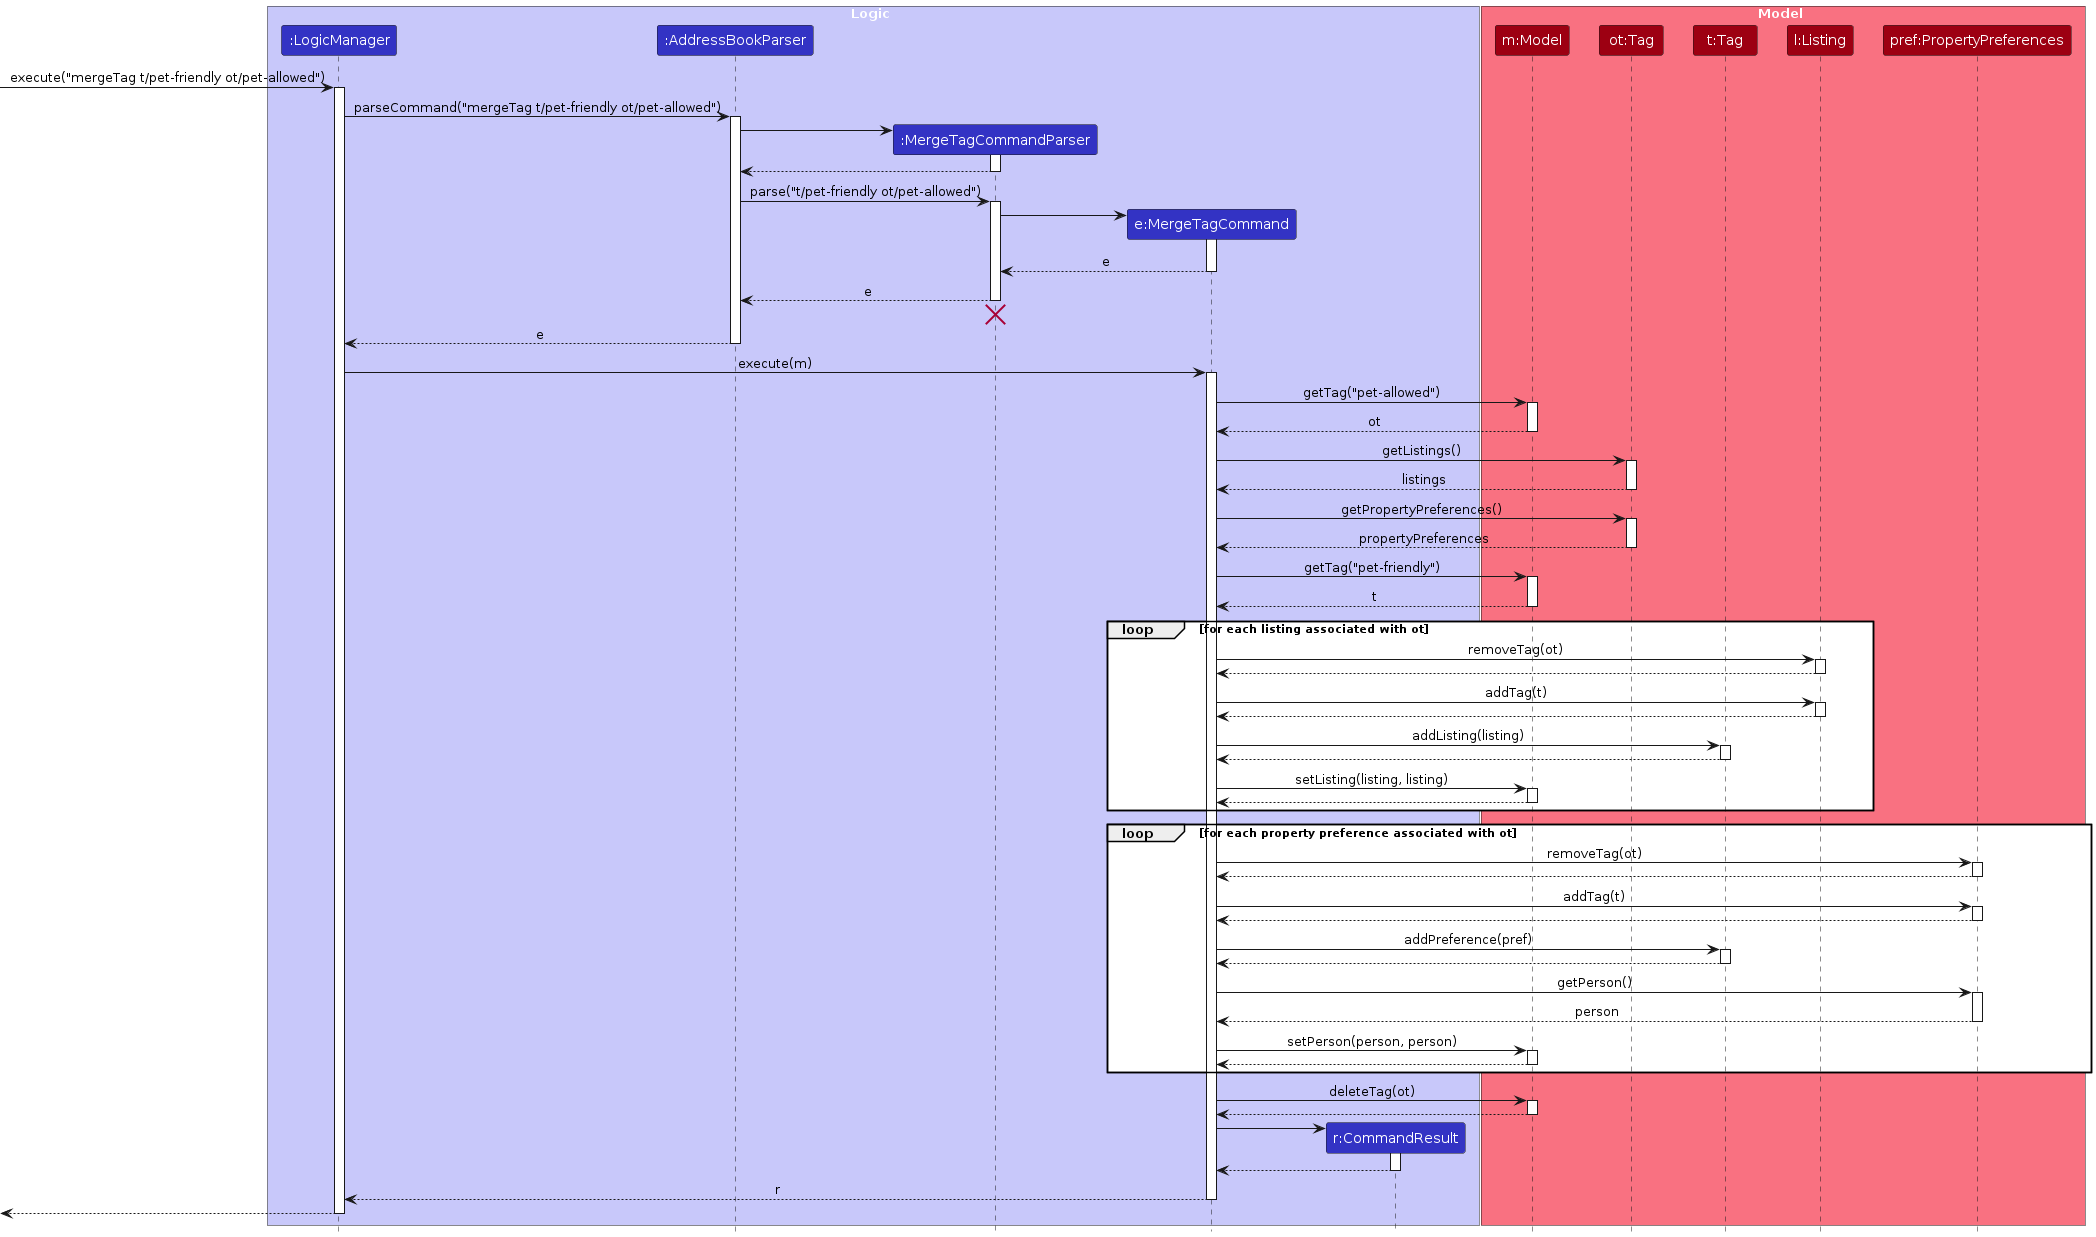 Logic
Model
:LogicManager
:AddressBookParser
m:Model
ot:Tag
t:Tag
l:Listing
pref:PropertyPreferences
execute("mergeTag t/pet-friendly ot/pet-allowed")
parseCommand("mergeTag t/pet-friendly ot/pet-allowed")
:MergeTagCommandParser
parse("t/pet-friendly ot/pet-allowed")
e:MergeTagCommand
e
e
e
execute(m)
getTag("pet-allowed")
ot
getListings()
listings
getPropertyPreferences()
propertyPreferences
getTag("pet-friendly")
t
loop [for each listing associated with ot]
removeTag(ot)
addTag(t)
addListing(listing)
setListing(listing, listing)
loop [for each property preference associated with ot]
removeTag(ot)
addTag(t)
addPreference(pref)
getPerson()
person
setPerson(person, person)
deleteTag(ot)
r:CommandResult
r